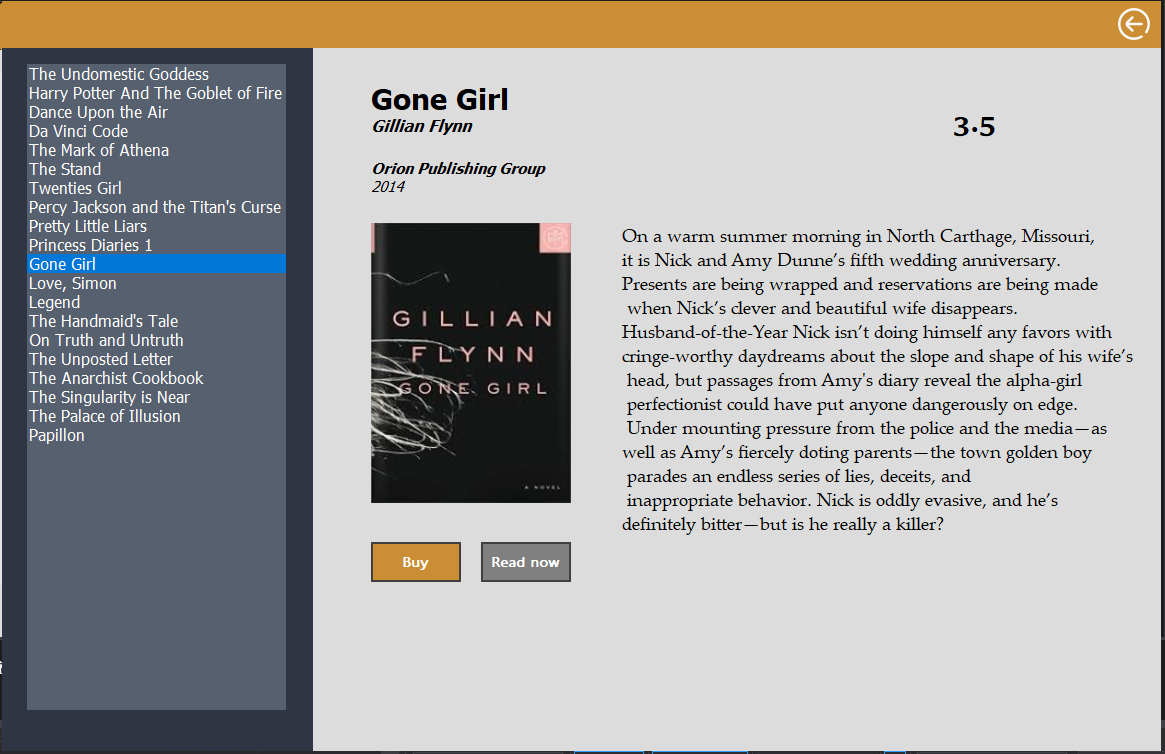 The Undomestic Goddess
Harry Potter And The Goblet of Fire
Dance Upon the Air
Da Vinci Code
The Mark of Athena
The Stand
Twenties Girl
Percy Jackson and the Titan's Curse
Pretty Little Liars
Princess Diaries 1
Gone Girl
Love, Simon
Legend
The Handmaid's Tale
On Truth and Untruth
The Unposted Letter
The Anarchist Cookbook
The Singularity is Near
The Palace of Illusion
Papillon
Gone Girl
Gillian Flynn
3.5
Orion Publishing Group
2014
GILLIAN
FLYNN
GONE GIRL
A NOVEL
On a warm summer morning in North Carthage, Missouri,
it is Nick and Amy Dunne’s fifth wedding anniversary.
Presents are being wrapped and reservations are being made
when Nick’s clever and beautiful wife disappears.
Husband-of-the-Year Nick isn’t doing himself any favors with
cringe-worthy daydreams about the slope and shape of his wife’s
head, but passages from Amy's diary reveal the alpha-girl
perfectionist could have put anyone dangerously on edge.
Under mounting pressure from the police and the media—as
well as Amy’s fiercely doting parents—the town golden boy
parades an endless series of lies, deceits, and
inappropriate behavior. Nick is oddly evasive, and he’s
definitely bitter—but is he really a killer?
Buy
Read now